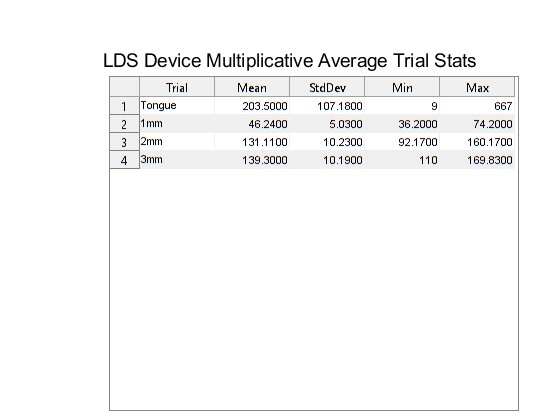 LDS Device Multiplicative Average Trial Stats
Trial Mean StdDev Min Max
1 Tongue 203.5000 107.1800 9 667
2 1mm 46.2400 5.0300 36.2000 74.2000
3 2mm 131.1100 10.2300 92.1700 160.1700
4 3mm 139.3000 10.1900 110 169.8300